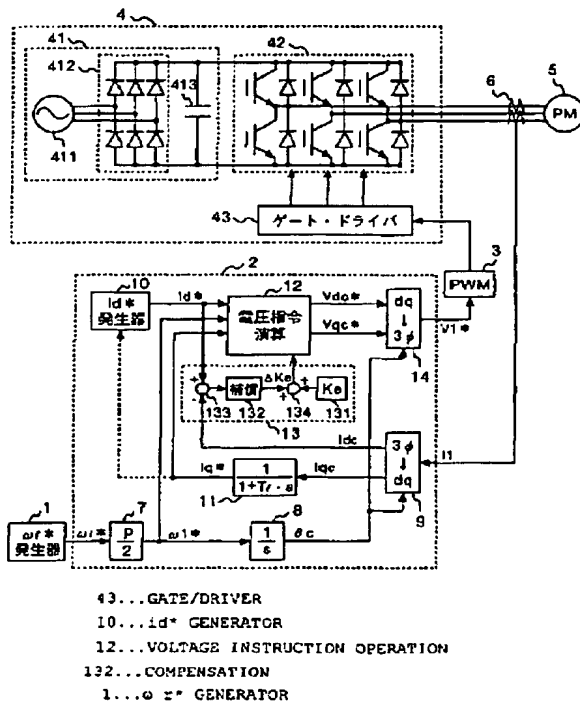 4
41
412
413
411
42
6
5
PM
43
ゲート・ドライバ
2
10
Id*
発生器
Id*
12
電圧指令
演算
Vdc*
Vqc*
dq
↓
3φ
14
3
PWM
V1*
+
-
133
補償
132
ΔKe
+
+
134
Ke
131
13
Idc
3φ
↓
dq
9
I1
Iq*
1
1+Tr・s
11
Iqc
1
ωr*
発生器
ωr*
7
P
2
ω1*
8
1
s
θc
43...GATE/DRIVER
10...id* GENERATOR
12...VOLTAGE INSTRUCTION OPERATION
132...COMPENSATION
1...ω r* GENERATOR